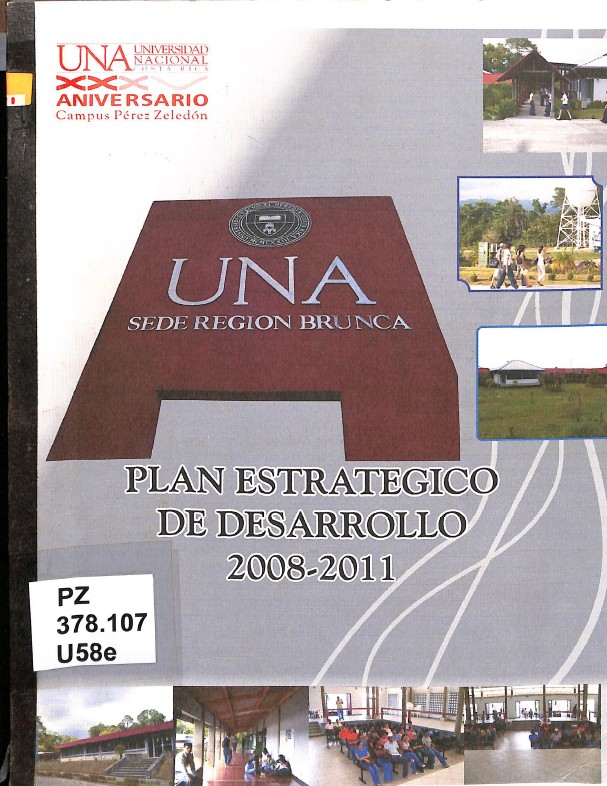 UNA UNIVERSIDAD
NACIONAL
COSTA RICA
XXX
ANIVERSARIO
Campus Pérez Zeledón
UNA
SEDE REGION BRUNCA
PLAN ESTRATEGICO
DE DESARROLLO
2008-2011
PZ
378.107
U58e